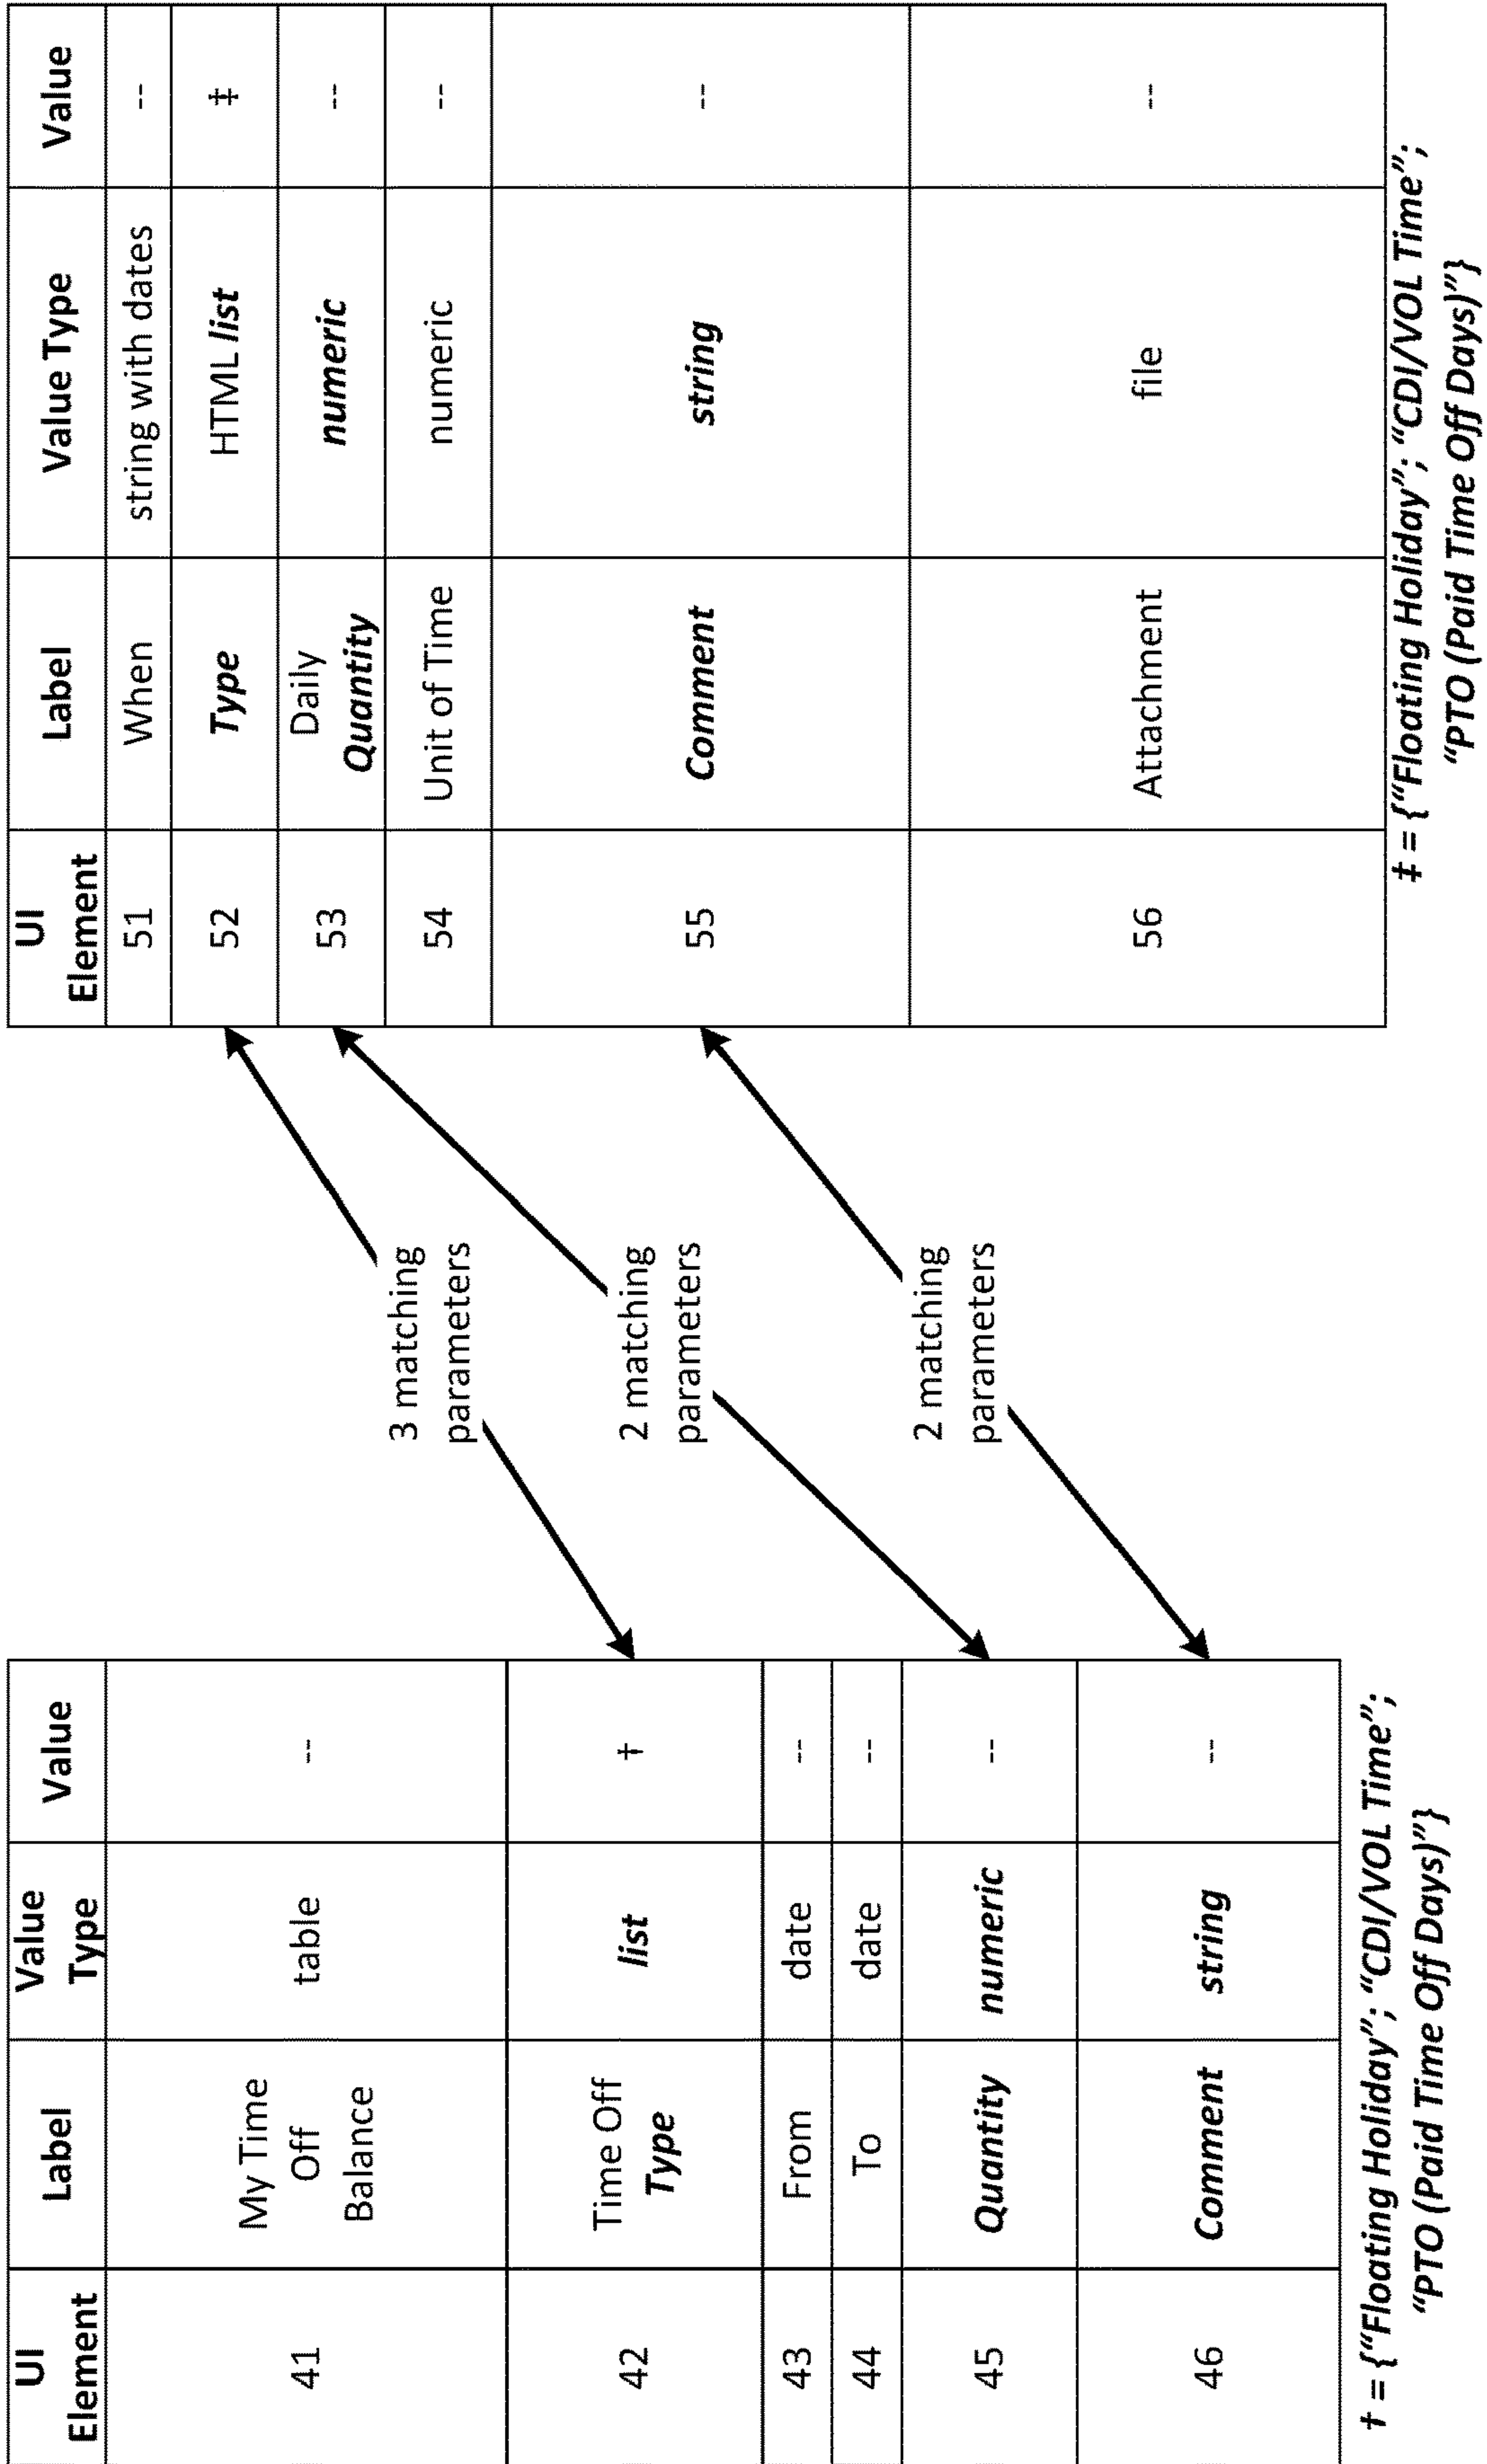 UI
Element
Label
Value
Type
Value
41
My Time
Off
Balance
table
--
42
Time Off
Type
list
†
43
From
date
--
44
To
date
--
45
Quantity
numeric
--
46
Comment
string
--
† = {“Floating Holiday”; “CDI/VOL Time”;
“PTO (Paid Time Off Days)”}
3 matching
parameters
2 matching
parameters
2 matching
parameters
UI
Element
Label
Value Type
Value
51
When
string with dates
--
52
Type
HTML list
‡
53
Daily
Quantity
numeric
--
54
Unit of Time
numeric
--
55
Comment
string
--
56
Attachment
file
--
‡ = {“Floating Holiday”; “CDI/VOL Time”;
“PTO (Paid Time Off Days)”}